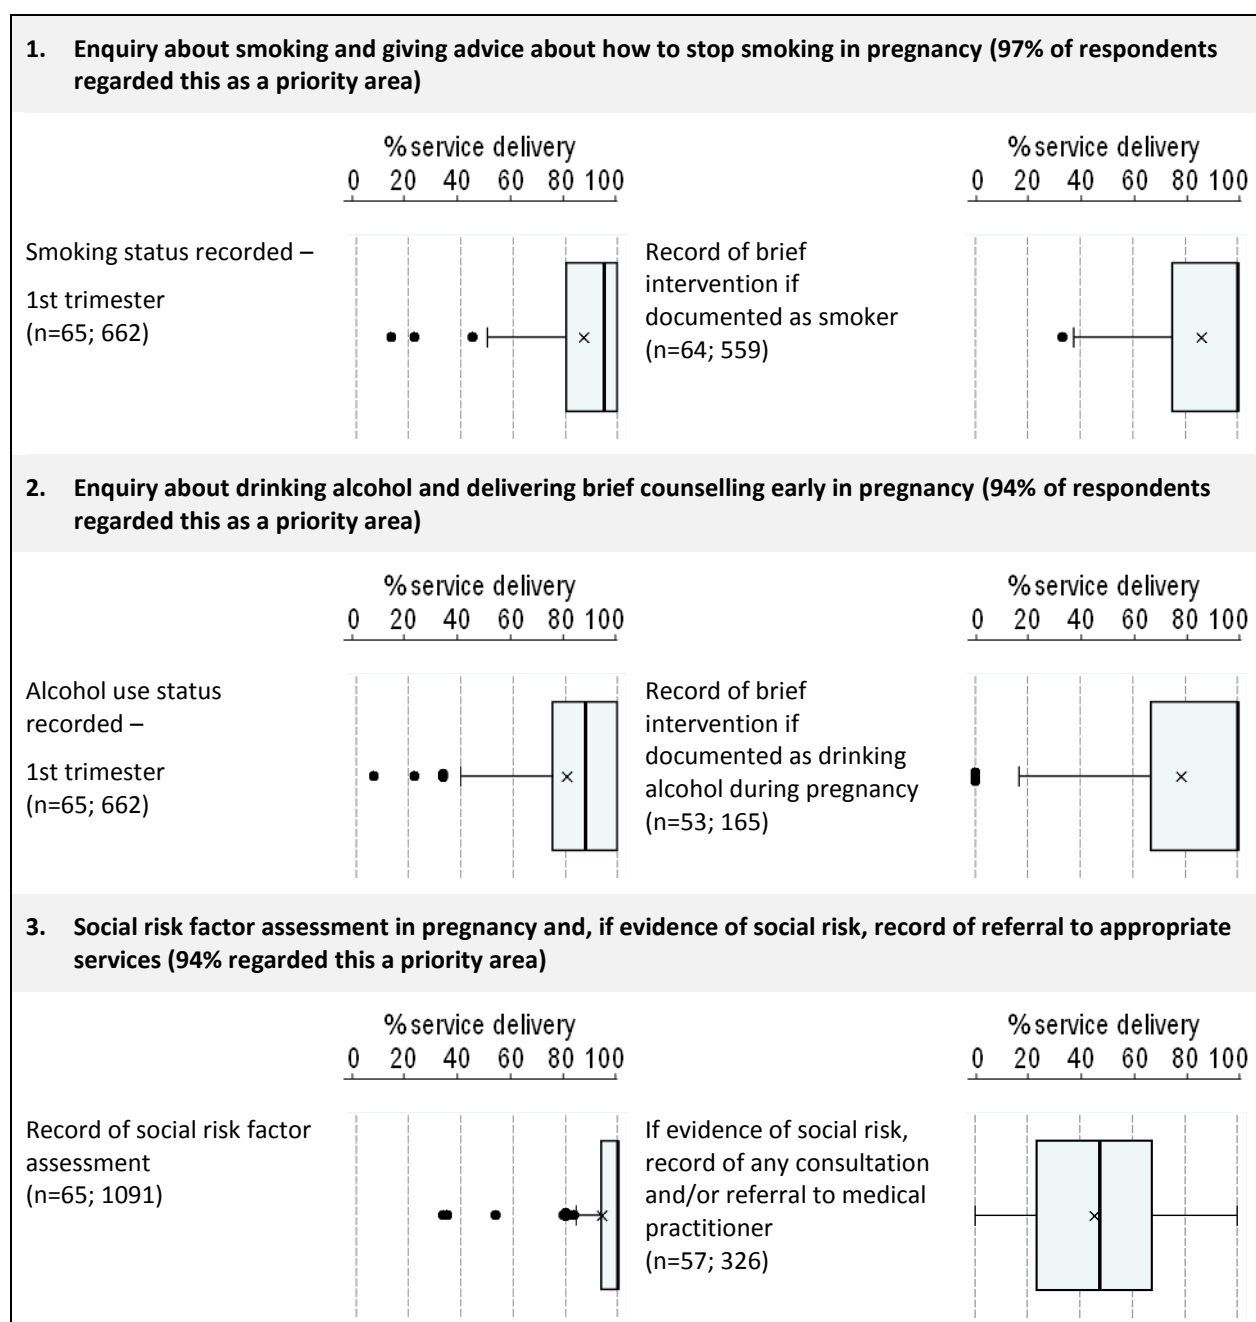 1. Enquiry about smoking and giving advice about how to stop smoking in pregnancy (97% of respondents
regarded this as a priority area)
% service delivery
0 20 40 60 80 100
Smoking status recorded –
1st trimester
(n=65; 662)
% service delivery
0 20 40 60 80 100
Record of brief
intervention if
documented as smoker
(n=64; 559)
2. Enquiry about drinking alcohol and delivering brief counselling early in pregnancy (94% of respondents
regarded this as a priority area)
% service delivery
0 20 40 60 80 100
Alcohol use status
recorded –
1st trimester
(n=65; 662)
% service delivery
0 20 40 60 80 100
Record of brief
intervention if
documented as drinking
alcohol during pregnancy
(n=53; 165)
3. Social risk factor assessment in pregnancy and, if evidence of social risk, record of referral to appropriate
services (94% regarded this a priority area)
% service delivery
0 20 40 60 80 100
Record of social risk factor
assessment
(n=65; 1091)
% service delivery
0 20 40 60 80 100
If evidence of social risk,
record of any consultation
and/or referral to medical
practitioner
(n=57; 326)